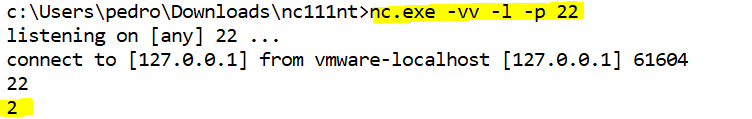 c:\Users\pedro\Downloads\nc111nt>nc.exe -vv -l -p 22
listening on [any] 22 ...
connect to [127.0.0.1] from vmware-localhost [127.0.0.1] 61604
22
2